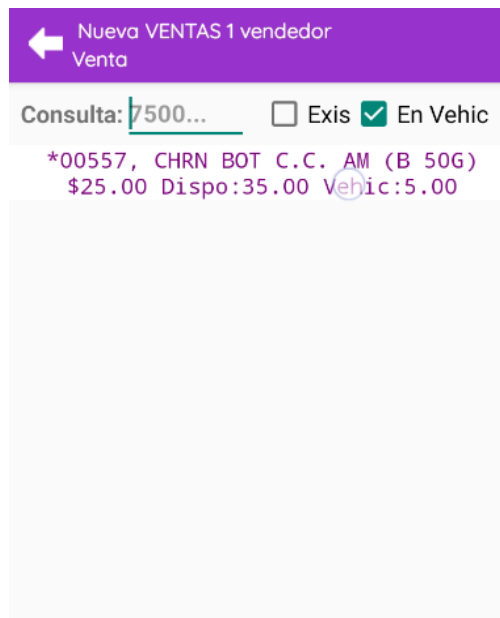 Nueva VENTAS 1 vendedor
Venta
Consulta: 7500... Exis En Vehic
*00557, CHRN BOT C.C. AM (B 50G)
$25.00 Dispo:35.00 Vehic:5.00